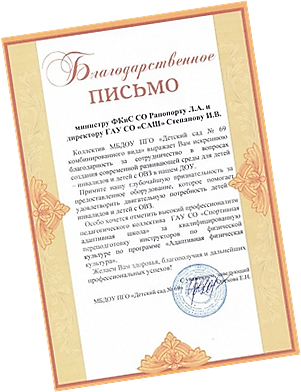 Благодарственное
ПИСЬМО
министру ФКиС СО Рапопорту Л.А. и
директору ГАУ СО «САШ» Степанову И.В.
Коллектив МБДОУ ПГО «Детский сад № 69
комбинированного вида» выражает Вам искреннюю
благодарность за сотрудничество в вопросах
создания современной развивающей среды для детей
– инвалидов и детей с ОВЗ в нашем ДОУ.
Примите нашу глубочайшую признательность за
предоставленное оборудование, которое помогает
удовлетворить двигательную потребность детей
инвалидов и детей с ОВЗ.
Особо хочется отметить высокий профессионализм
педагогического коллектива ГАУ СО «Спортивная
адаптивная школа» за квалифицированную
переподготовку инструкторов по физической
культуре по программе «Адаптивная физическая
культура».
Желаем Вам здоровья, благополучия и дальнейших
профессиональных успехов!
С уважением, заведующий
МБДОУ ПГО «Детский сад № 69» Е.Н.